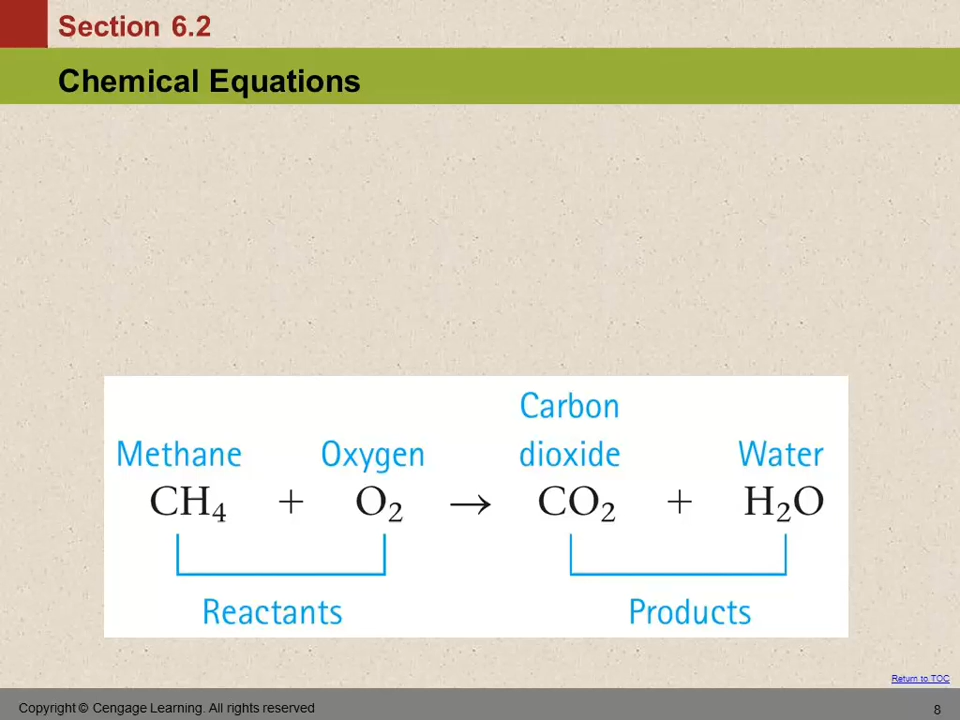 Section 6.2
Chemical Equations
Carbon
Methane Oxygen dioxide Water
CH₄ + O₂ → CO₂ + H₂O
Reactants Products
Return to TOC
Copyright © Cengage Learning. All rights reserved 8